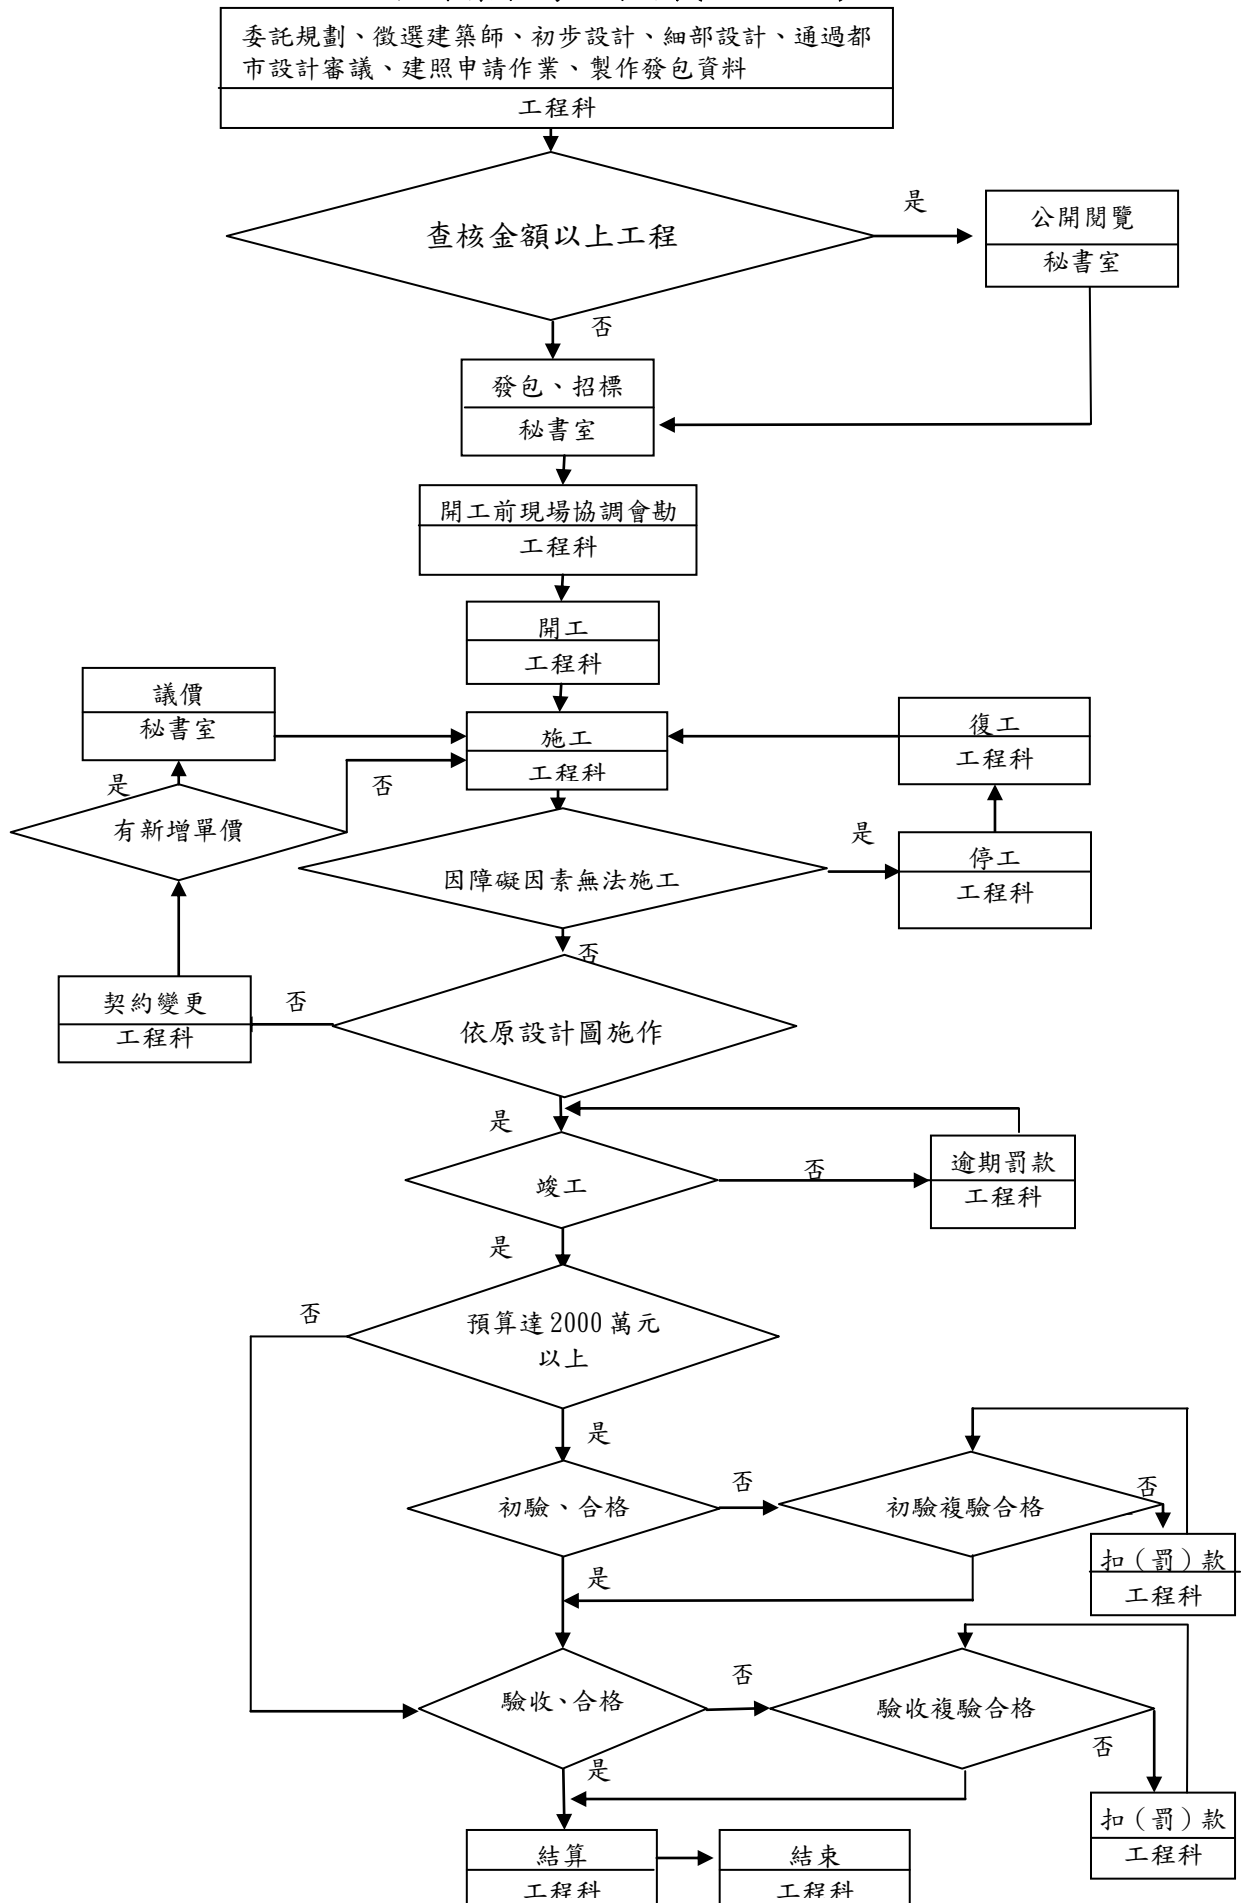 委託規劃、徵選建築師、初步設計、細部設計、通過都
市設計審議、建照申請作業、製作發包資料
工程科
查核金額以上工程
是
公開閱覽
秘書室
否
發包、招標
秘書室
開工前現場協調會勘
工程科
開工
工程科
議價
秘書室
施工
工程科
復工
工程科
是
否
有新增單價
因障礙因素無法施工
是
停工
工程科
否
契約變更
工程科
否
依原設計圖施作
是
竣工
否
逾期罰款
工程科
是
否
預算達2000萬元
以上
是
初驗、合格
否
初驗複驗合格
否
扣（罰）款
工程科
是
驗收、合格
否
驗收複驗合格
否
扣（罰）款
工程科
是
結算
工程科
結束
工程科